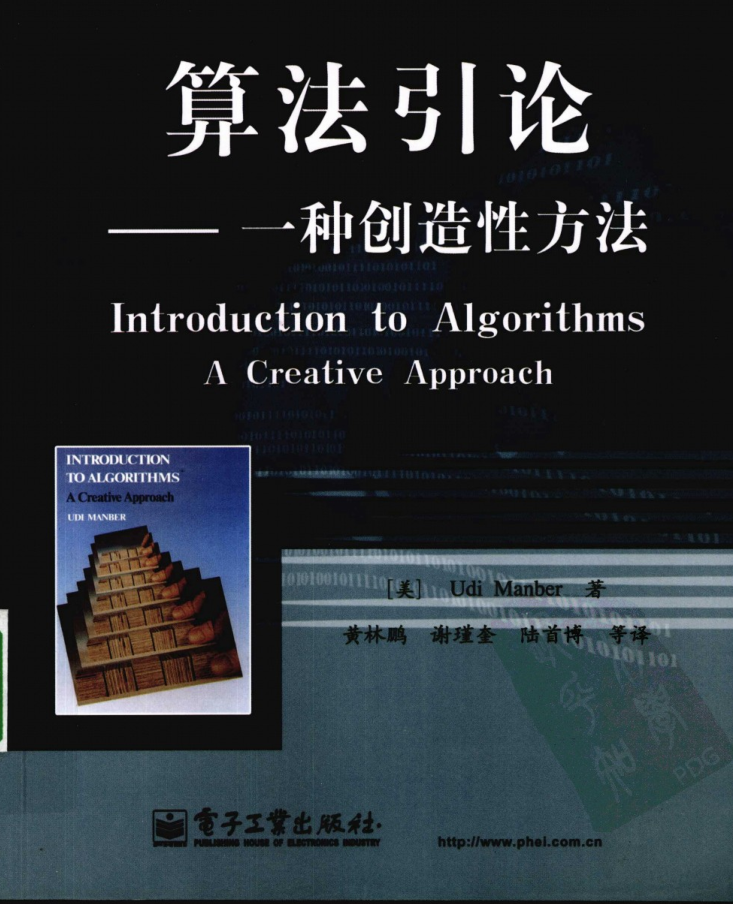 算法引论
—— 一种创造性方法
Introduction to Algorithms
A Creative Approach
INTRODUCTION
TO ALGORITHMS
A Creative Approach
UDI MANBER
[美] Udi Manber 著
黄林鹏 谢瑾奎 陆首博 等译
PDG
電子工業出版社·
PUBLISHING HOUSE OF ELECTRONICS INDUSTRY
http://www.phei.com.cn